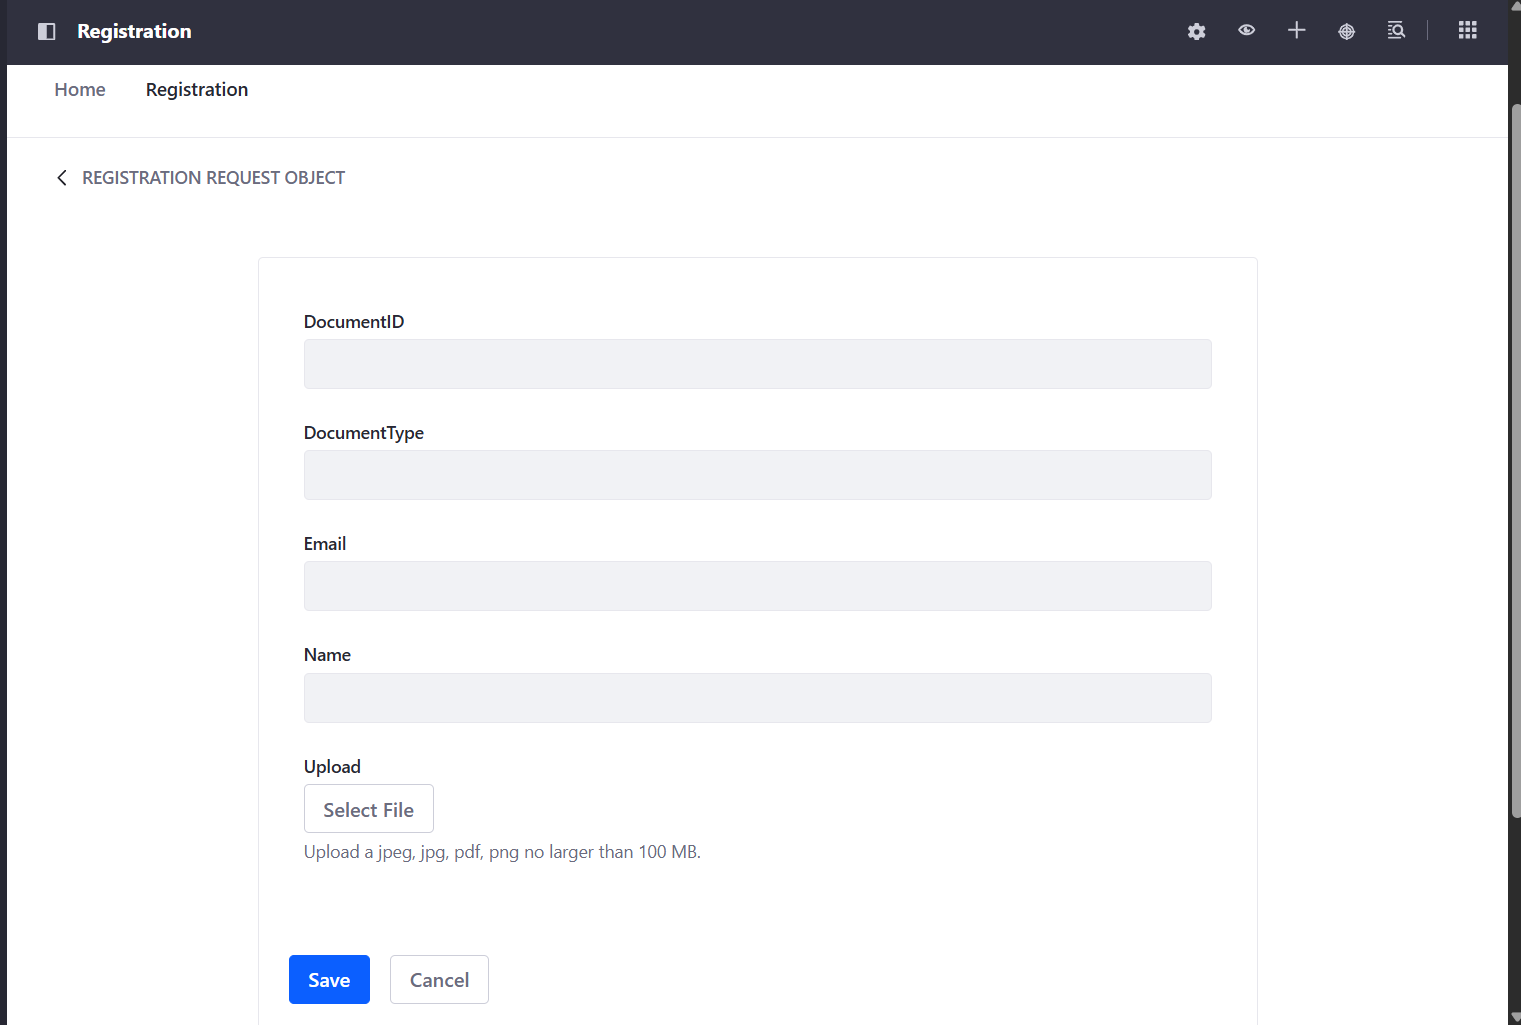 Registration
Home Registration
REGISTRATION REQUEST OBJECT
DocumentID
DocumentType
Email
Name
Upload
Select File
Upload a jpeg, jpg, pdf, png no larger than 100 MB.
Save Cancel